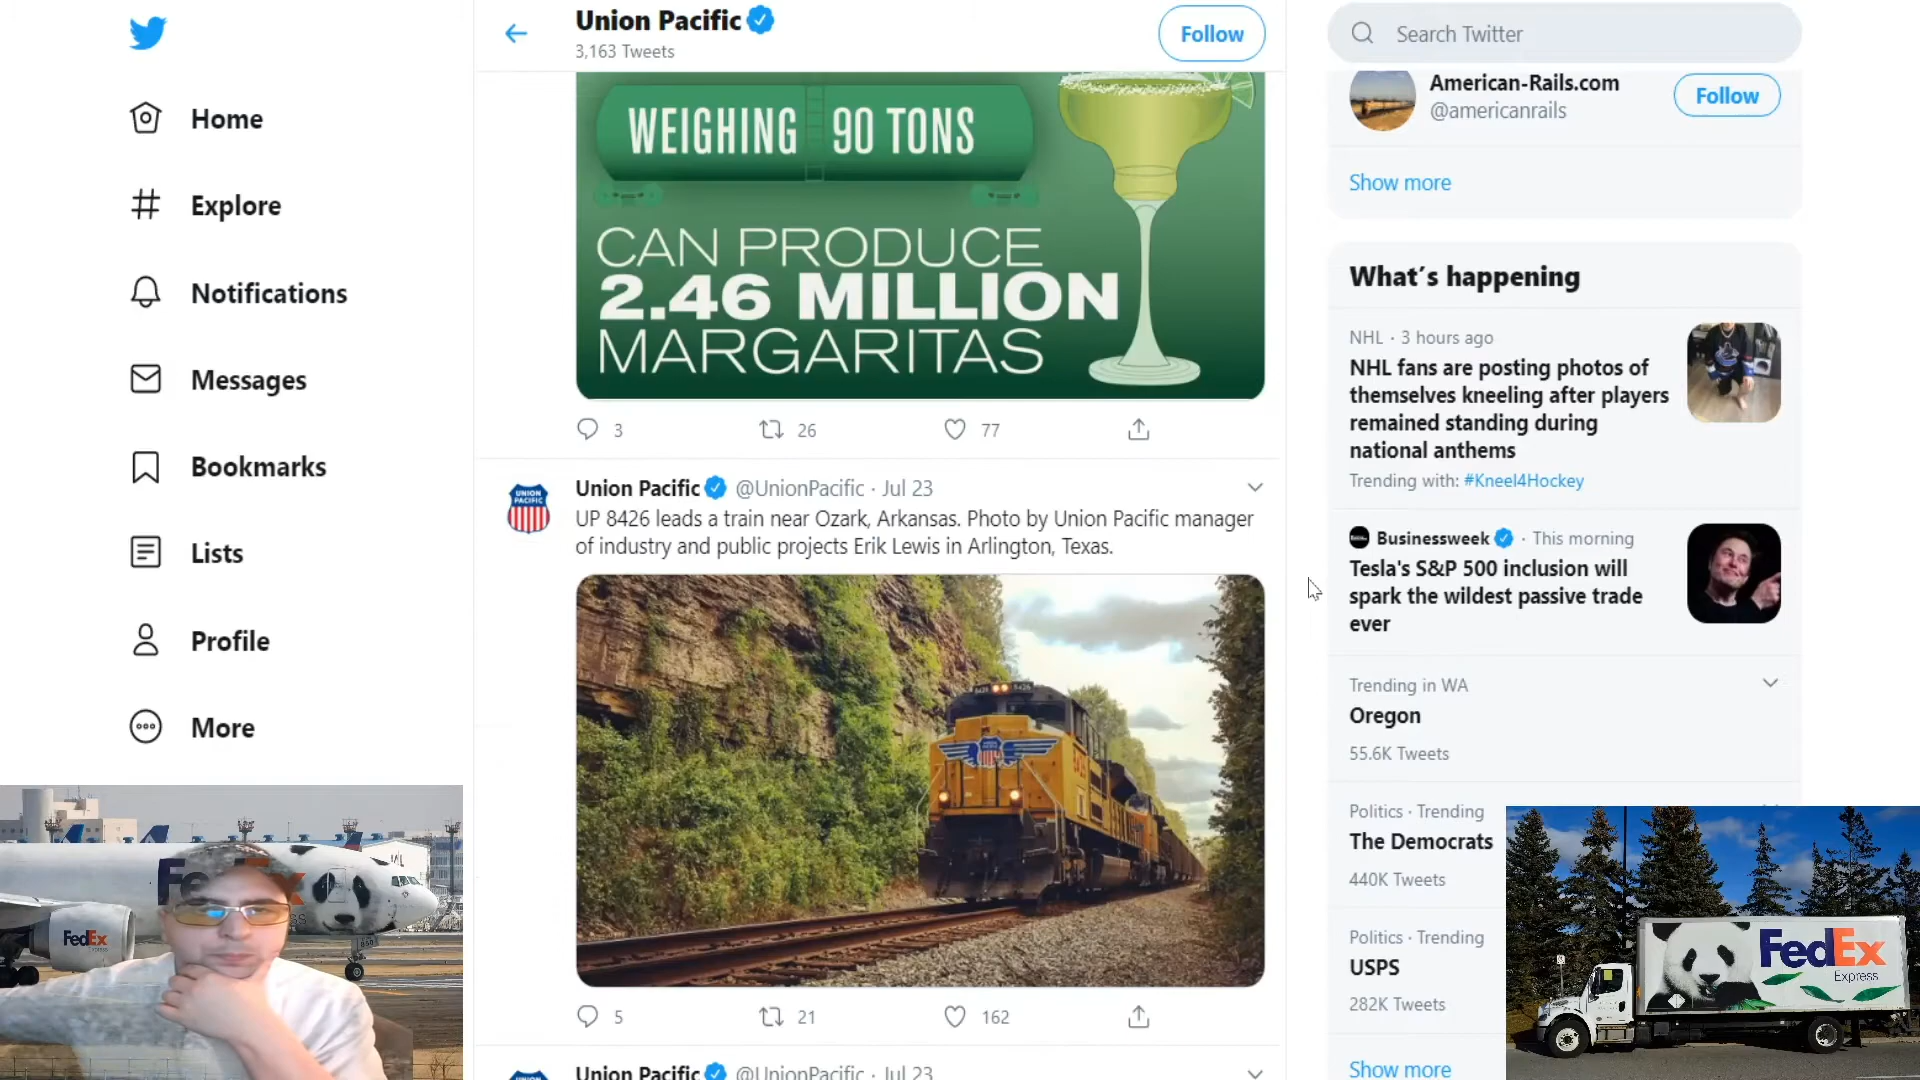 Home
Explore
Notifications
Messages
Bookmarks
Lists
Profile
More
Union Pacific
3,163 Tweets
Follow
WEIGHING 90 TONS
CAN PRODUCE
2.46 MILLION
MARGARITAS
3 26 77
UNION PACIFIC
Union Pacific @UnionPacific · Jul 23
UP 8426 leads a train near Ozark, Arkansas. Photo by Union Pacific manager
of industry and public projects Erik Lewis in Arlington, Texas.
5 21 162
Union Pacific @UnionPacific · Jul 23
Search Twitter
American-Rails.com
@americanrails
Follow
Show more
What's happening
NHL · 3 hours ago
NHL fans are posting photos of
themselves kneeling after players
remained standing during
national anthems
Trending with: #Kneel4Hockey
Businessweek · This morning
Tesla's S&P 500 inclusion will
spark the wildest passive trade
ever
Trending in WA
Oregon
55.6K Tweets
Politics · Trending
The Democrats
440K Tweets
Politics · Trending
USPS
282K Tweets
Show more
FedEx
FedEx
FedEx
Express